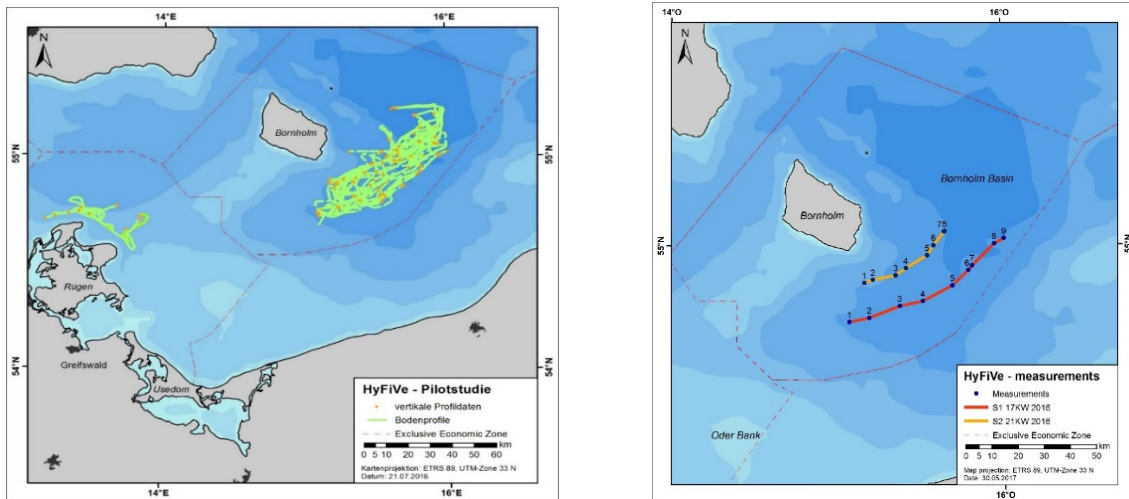 14°E
16°E
N
Bornholm
55°N
55°N
Rügen
Greifswald
Usedom
54°N
54°N
HyFiVe - Pilotstudie
vertikale Profildaten
Bodenprofile
Exclusive Economic Zone
0 5 10 20 30 40 50 60
km
Kartenprojektion: ETRS 89, UTM-Zone 33 N
Datum: 21.07.2016
14°E
16°E
14°O
16°O
N
Bornholm Basin
Bornholm
55°N
55°N
1 2 3 4 5 6 75
1 2 3 4 5 6 7 8 9
Oder Bank
HyFiVe - measurements
Measurements
S1 17KW 2016
S2 21KW 2016
Exclusive Economic Zone
0 5 10 20 30 40 50
km
Map projection: ETRS 89, UTM-Zone 33 N
Date: 30.05.2017
16°O